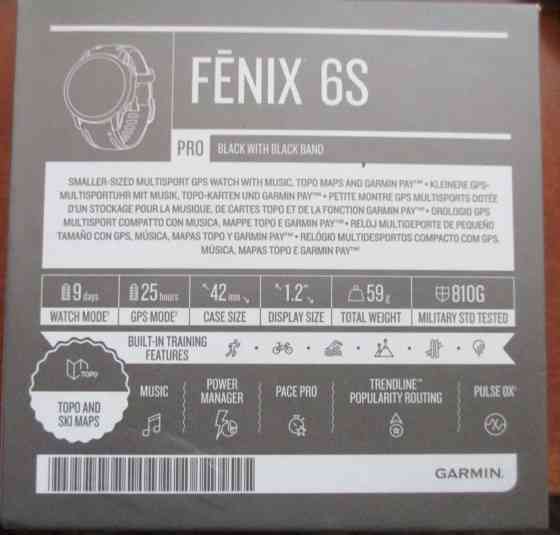 FĒNIX® 6S
PRO BLACK WITH BLACK BAND
SMALLER-SIZED MULTISPORT GPS WATCH WITH MUSIC, TOPO MAPS AND GARMIN PAY™ • KLEINERE GPS-
MULTISPORTUHR MIT MUSIK, TOPO-KARTEN UND GARMIN PAY™ • PETITE MONTRE GPS MULTISPORTS DOTÉE
D'UN STOCKAGE POUR LA MUSIQUE, DE CARTES TOPO ET DE LA FONCTION GARMIN PAY™ • OROLOGIO GPS
MULTISPORT COMPATTO CON MUSICA, MAPPE TOPO E GARMIN PAY™ • RELOJ MULTIDEPORTE DE PEQUEÑO
TAMAÑO CON GPS, MÚSICA, MAPAS TOPO Y GARMIN PAY™ • RELÓGIO MULTIDESPORTOS COMPACTO COM GPS,
MÚSICA, MAPAS TOPO E GARMIN PAY™
9 days 25 hours 42 mm 1.2" 59 g 810G
WATCH MODE† GPS MODE† CASE SIZE DISPLAY SIZE TOTAL WEIGHT MILITARY STD TESTED
BUILT-IN TRAINING
FEATURES
TOPO
TOPO AND
SKI MAPS
MUSIC
POWER
MANAGER
PACE PRO
TRENDLINE™
POPULARITY ROUTING
PULSE OX
GARMIN.